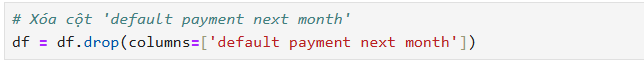 # Xóa cột 'default payment next month'
df = df.drop(columns=['default payment next month'])